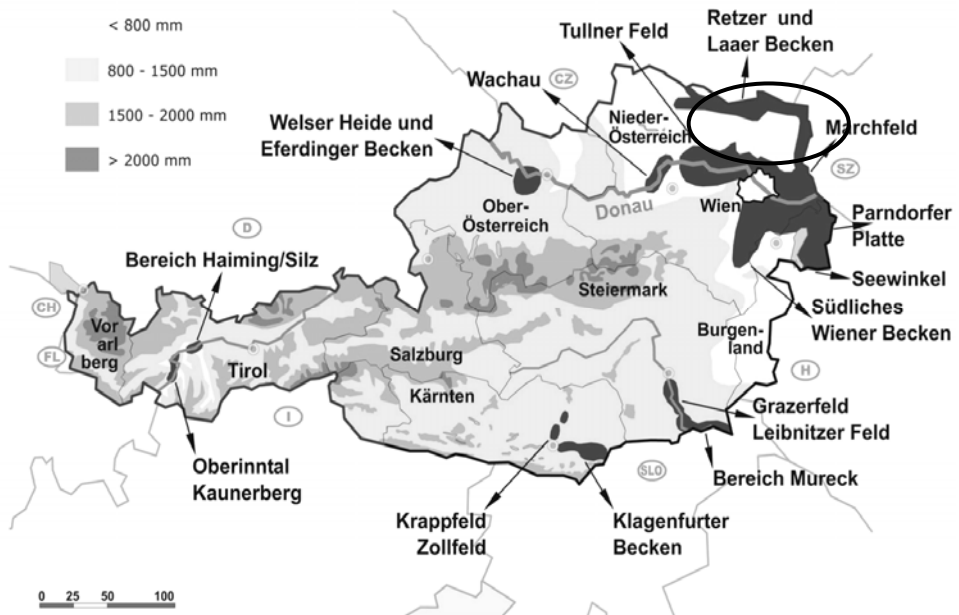 < 800 mm
800 - 1500 mm
1500 - 2000 mm
> 2000 mm
Retzer und
Laaer Becken
Tullner Feld
CZ
Wachau
Nieder-
Österreich
Marchfeld
Welser Heide und
Eferdinger Becken
SZ
Wien
Donau
Ober-
Österreich
Parndorfer
Platte
D
Bereich Haiming/Silz
Seewinkel
Steiermark
Südliches
Wiener Becken
CH
Vor
arl
berg
Burgen-
land
FL
Salzburg
Tirol
H
Kärnten
I
Grazerfeld
Leibnitzer Feld
Oberinntal
Kaunerberg
SLO
Bereich Mureck
Krappfeld
Zollfeld
Klagenfurter
Becken
0 25 50 100